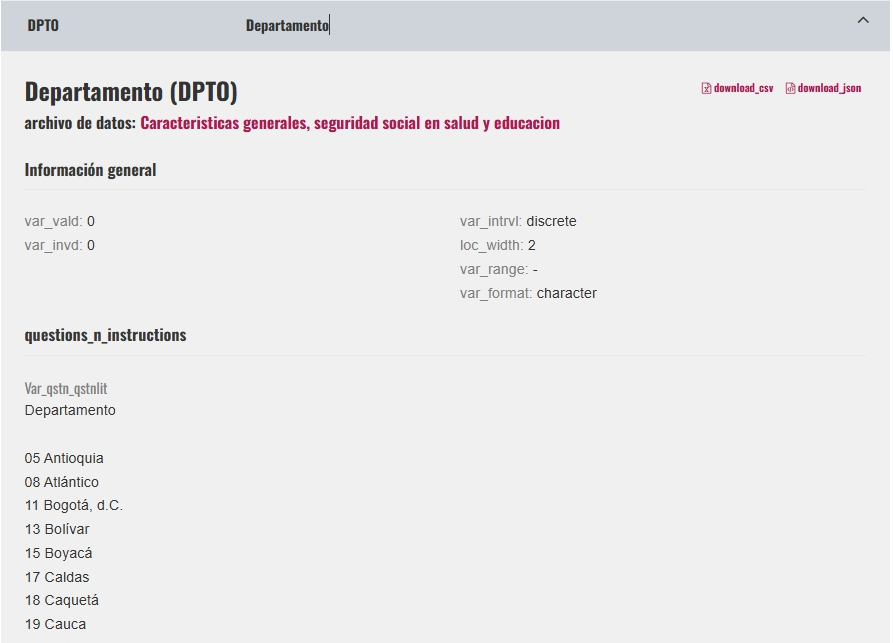 DPTO Departamento
Departamento (DPTO)
download_csv download_json
archivo de datos: Caracteristicas generales, seguridad social en salud y educacion
Información general
var_vald: 0
var_invd: 0
var_intrvl: discrete
loc_width: 2
var_range: -
var_format: character
questions_n_instructions
Var_qstn_qstnlit
Departamento
05 Antioquia
08 Atlántico
11 Bogotá, d.C.
13 Bolívar
15 Boyacá
17 Caldas
18 Caquetá
19 Cauca